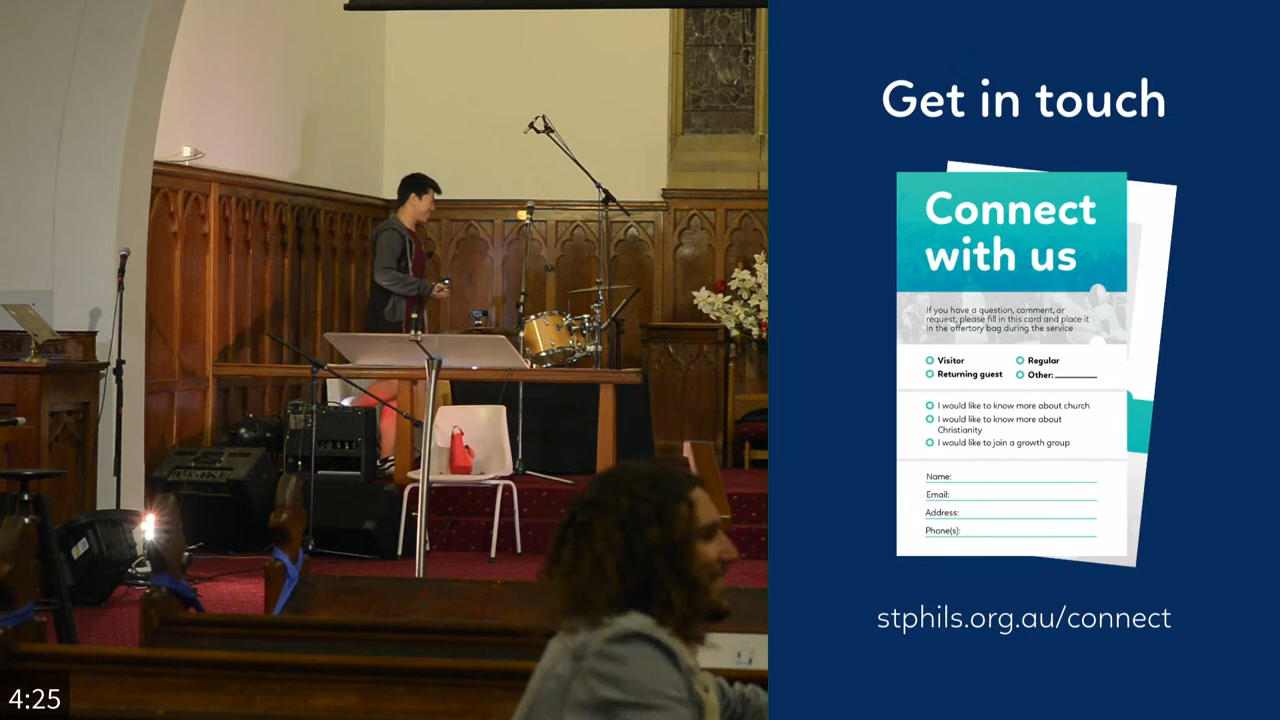 Get in touch
Connect
with us
If you have a question, comment, or
request, please fill in this card and place it
in the offertory bag during the service
Visitor
Regular
Returning guest
Other:
I would like to know more about church
I would like to know more about
Christianity
I would like to join a growth group
Name:
Email:
Address:
Phone(s):
stphils.org.au/connect
4:25